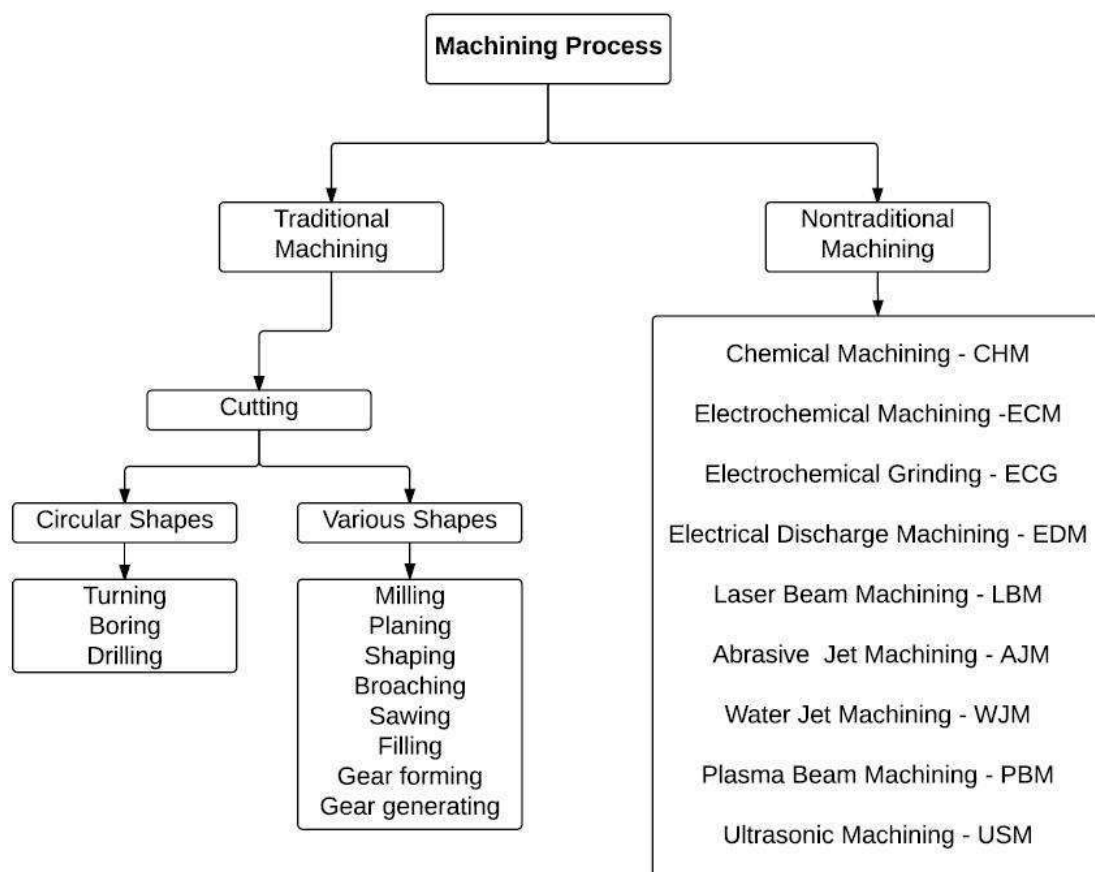 Machining Process
Traditional
Machining
Nontraditional
Machining
Cutting
Circular Shapes
Various Shapes
Turning
Boring
Drilling
Milling
Planing
Shaping
Broaching
Sawing
Filling
Gear forming
Gear generating
Chemical Machining - CHM
Electrochemical Machining -ECM
Electrochemical Grinding - ECG
Electrical Discharge Machining - EDM
Laser Beam Machining - LBM
Abrasive  Jet Machining - AJM
Water Jet Machining - WJM
Plasma Beam Machining - PBM
Ultrasonic Machining - USM